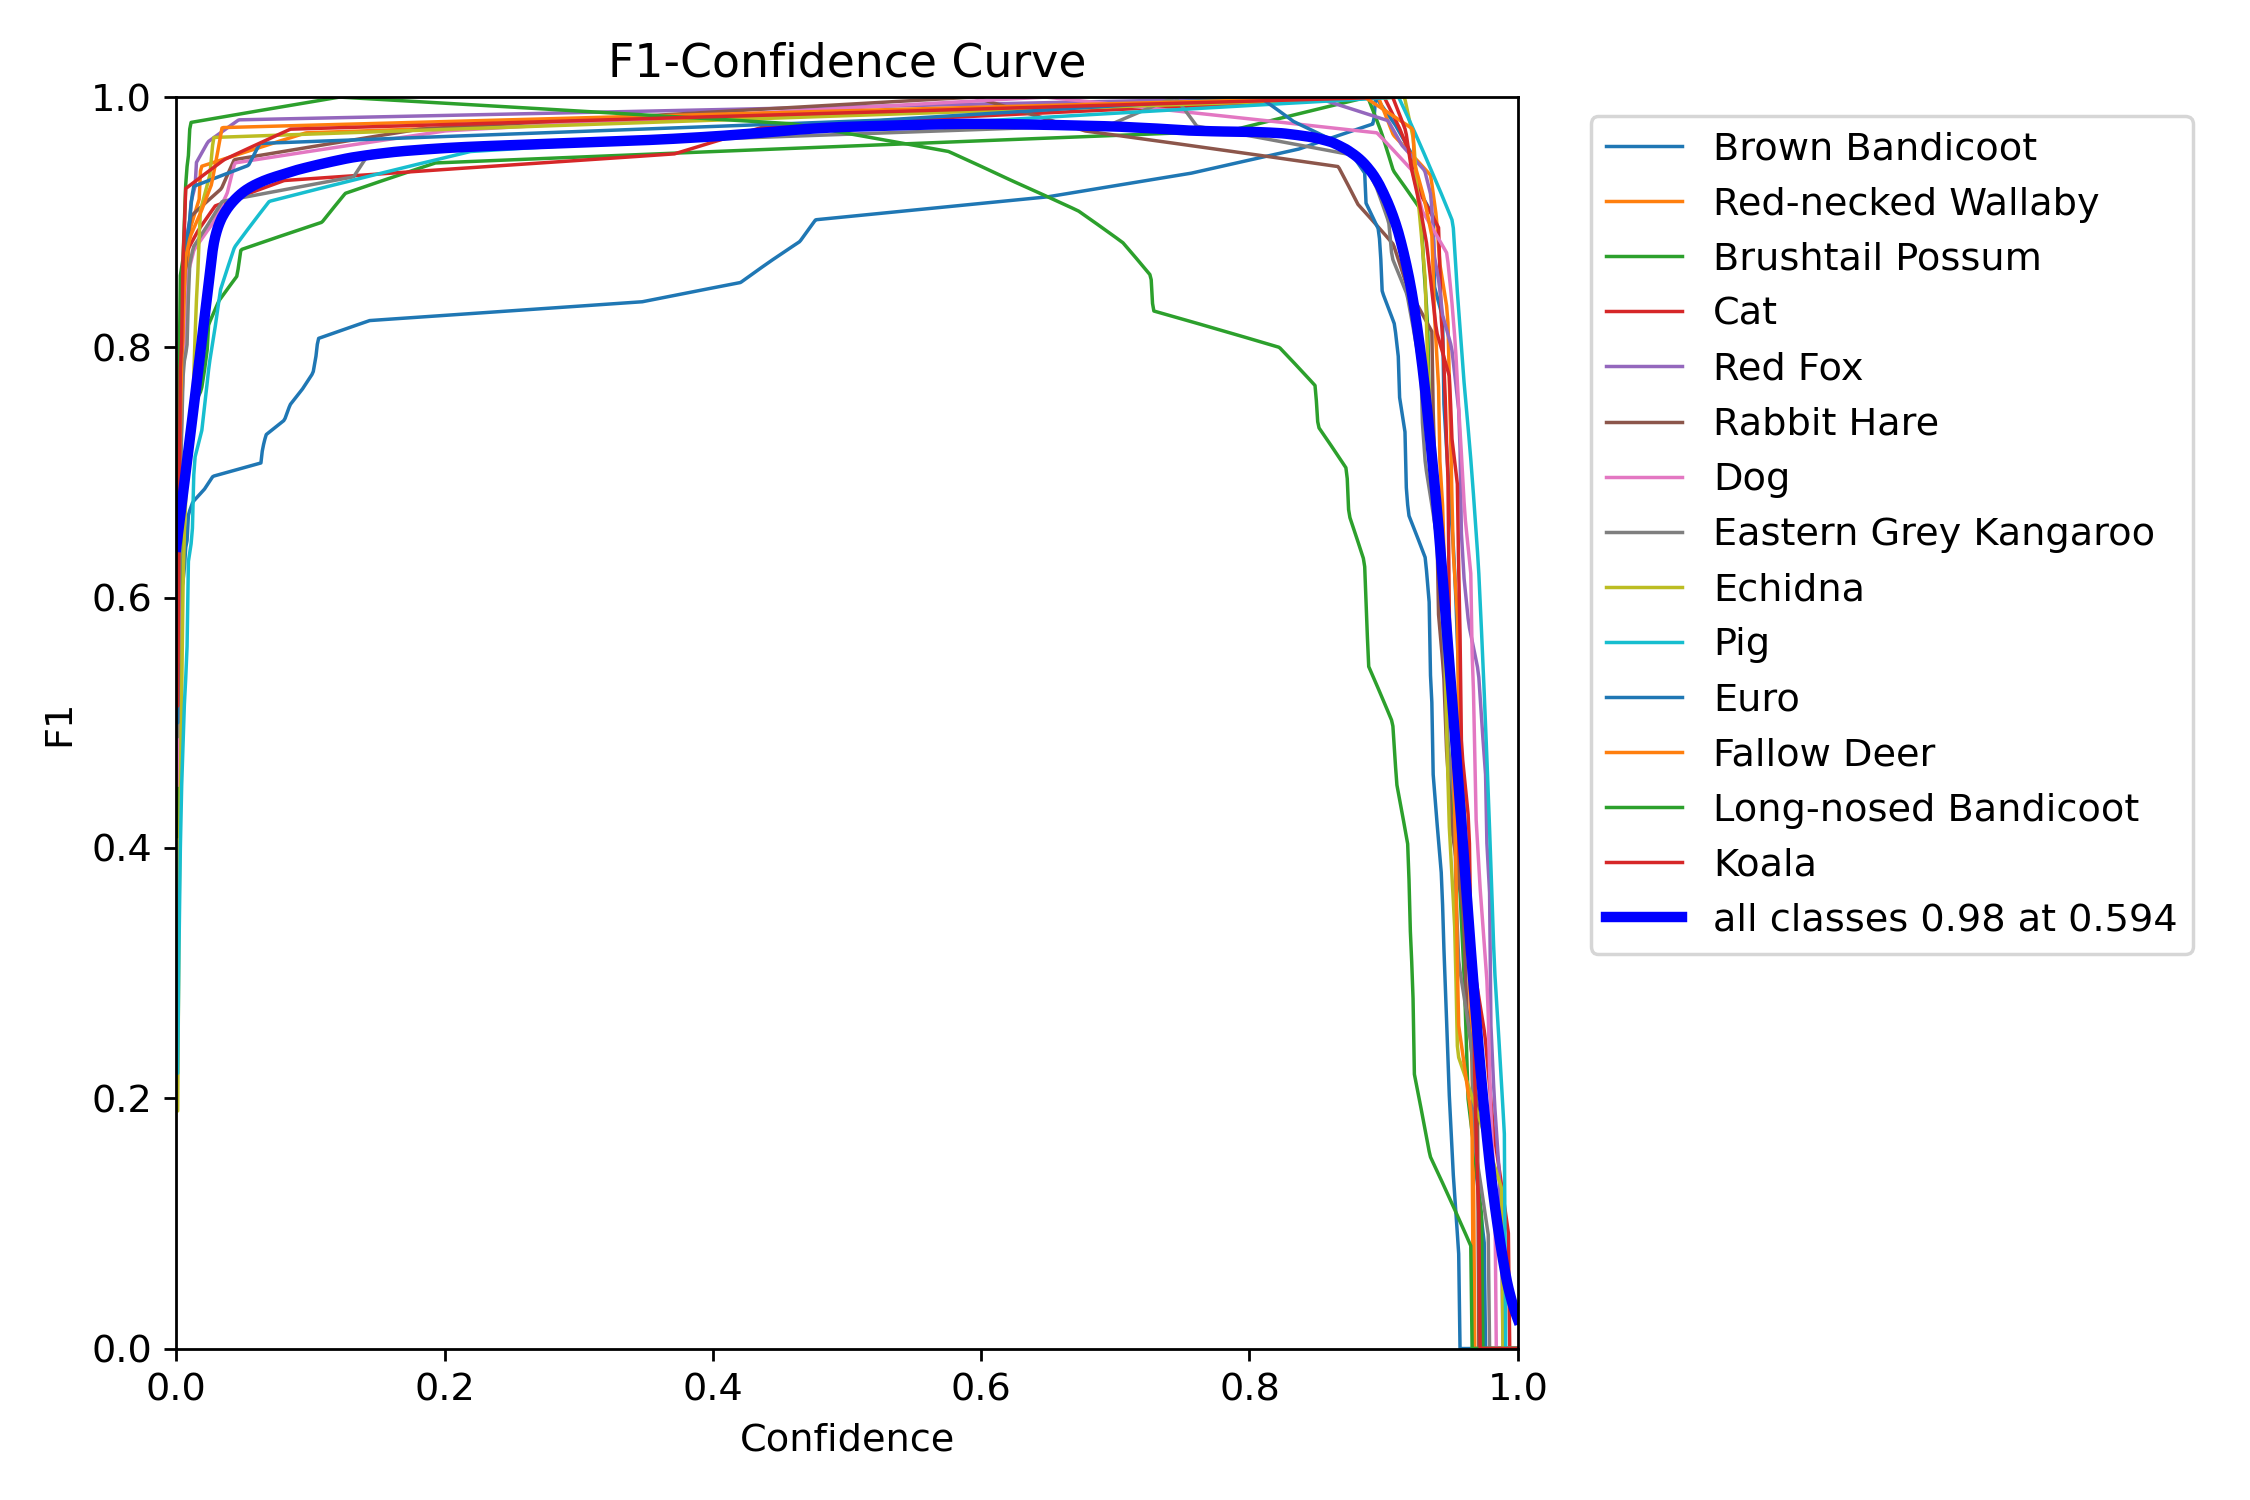 F1-Confidence Curve
1.0
0.8
0.6
0.4
0.2
0.0
F1
0.0 0.2 0.4 0.6 0.8 1.0
Confidence
Brown Bandicoot
Red-necked Wallaby
Brushtail Possum
Cat
Red Fox
Rabbit Hare
Dog
Eastern Grey Kangaroo
Echidna
Pig
Euro
Fallow Deer
Long-nosed Bandicoot
Koala
all classes 0.98 at 0.594